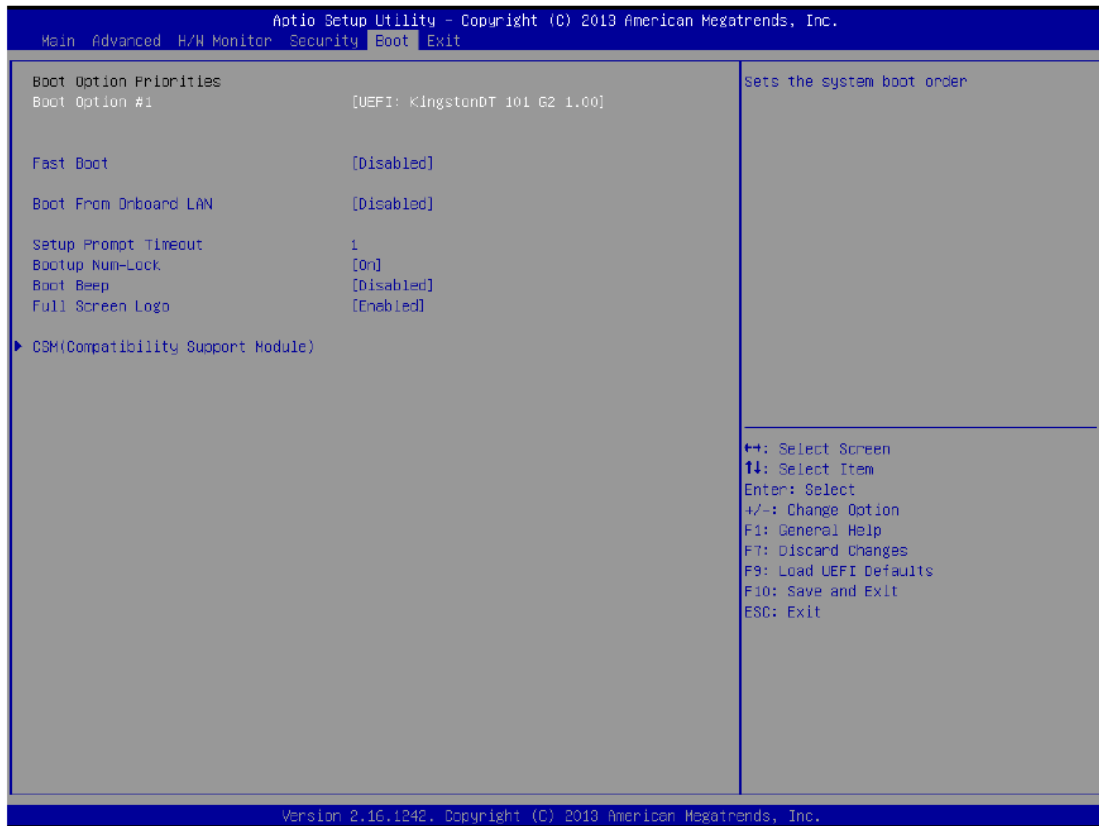 Aptio Setup Utility - Copyright (C) 2013 American Megatrends, Inc.
Main Advanced H/W Monitor Security Boot Exit
Boot Option Priorities
Boot Option #1 [UEFI: KingstonDT 101 G2 1.00]
Fast Boot [Disabled]
Boot From Onboard LAN [Disabled]
Setup Prompt Timeout 1
Bootup Num-Lock [On]
Boot Beep [Disabled]
Full Screen Logo [Enabled]
▶ CSM(Compatibility Support Module)
Sets the system boot order
↔: Select Screen
↑↓: Select Item
Enter: Select
+/-: Change Option
F1: General Help
F7: Discard Changes
F9: Load UEFI Defaults
F10: Save and Exit
ESC: Exit
Version 2.16.1242. Copyright (C) 2013 American Megatrends, Inc.